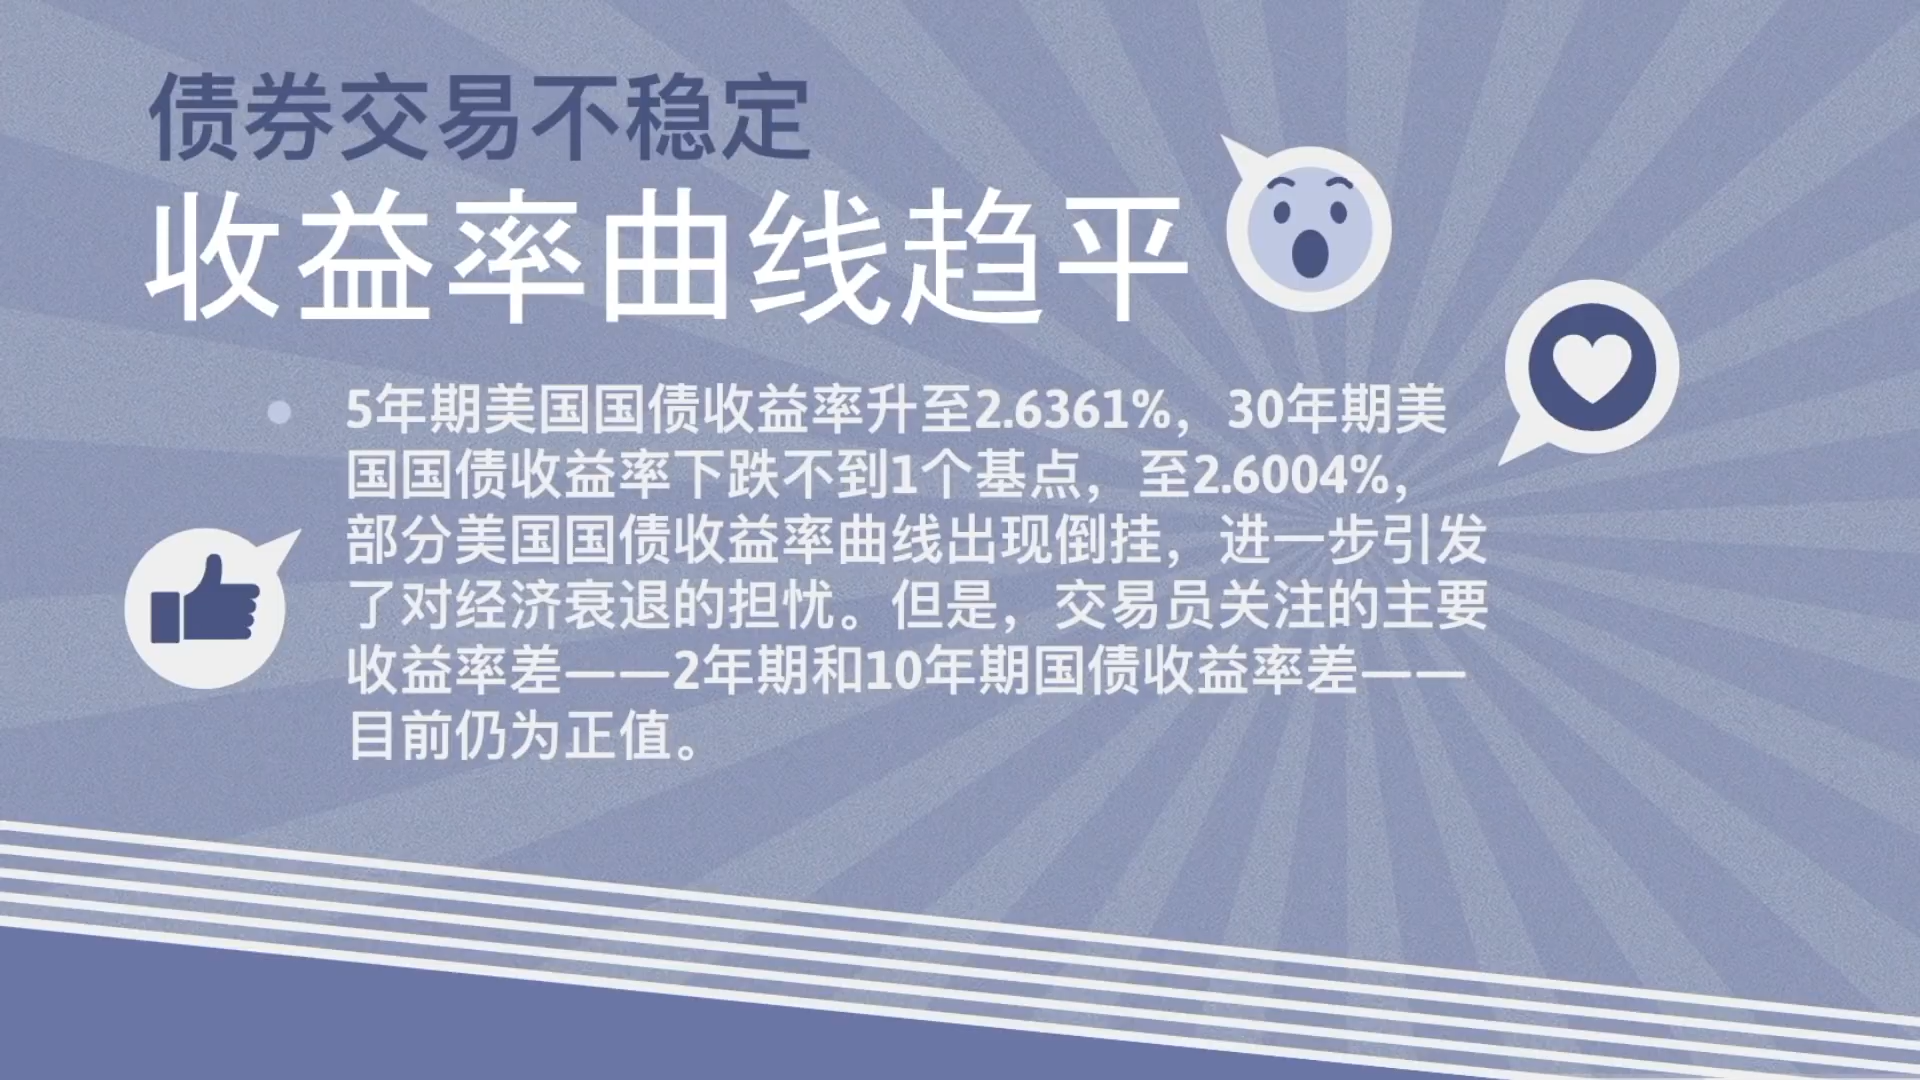 债券交易不稳定
收益率曲线趋平
5年期美国国债收益率升至2.6361%，30年期美
国国债收益率下跌不到1个基点，至2.6004%，
部分美国国债收益率曲线出现倒挂，进一步引发
了对经济衰退的担忧。但是，交易员关注的主要
收益率差——2年期和10年期国债收益率差——
目前仍为正值。